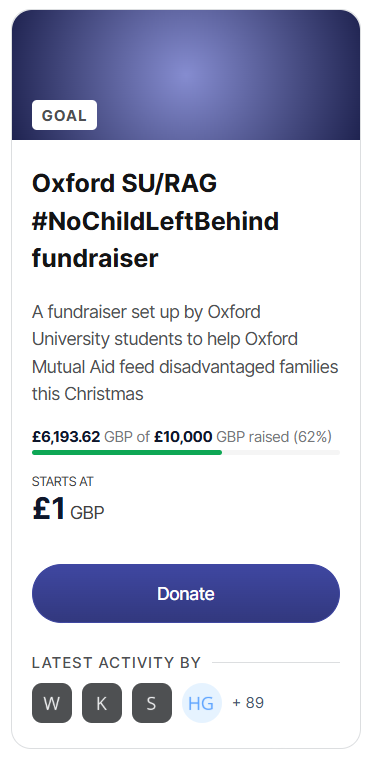 GOAL
Oxford SU/RAG
#NoChildLeftBehind
fundraiser
A fundraiser set up by Oxford
University students to help Oxford
Mutual Aid feed disadvantaged families
this Christmas
£6,193.62 GBP of £10,000 GBP raised (62%)
STARTS AT
£1 GBP
Donate
LATEST ACTIVITY BY
W K S HG + 89